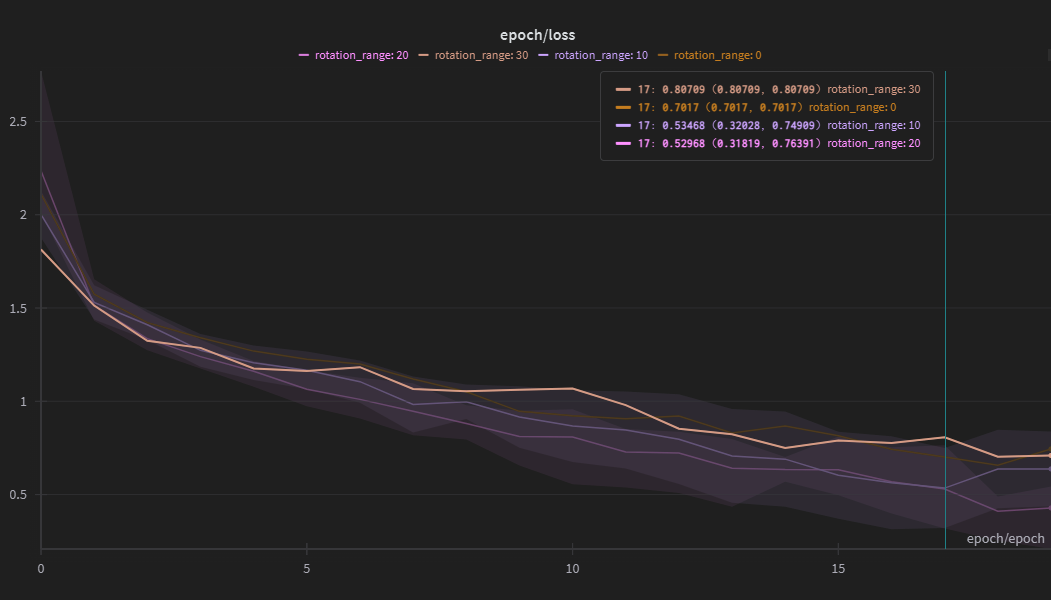 epoch/loss
rotation_range: 20 rotation_range: 30 rotation_range: 10 rotation_range: 0
17: 0.80709 (0.80709, 0.80709) rotation_range: 30
17: 0.7017 (0.7017, 0.7017) rotation_range: 0
17: 0.53468 (0.32028, 0.74909) rotation_range: 10
17: 0.52968 (0.31819, 0.76391) rotation_range: 20
2.5
2
1.5
1
0.5
epoch/epoch
0 5 10 15